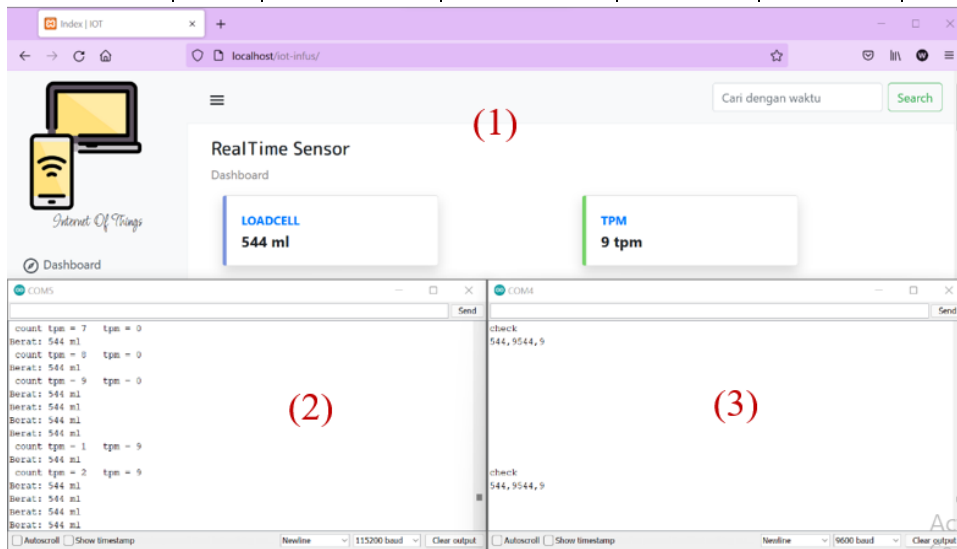 Index | IOT
localhost/iot-infus/
Cari dengan waktu
Search
(1)
RealTime Sensor
Dashboard
LOADCELL
544 ml
TPM
9 tpm
Internet Of Things
Dashboard
COM5
Send
count tpm = 7 tpm = 0
Berat: 544 ml
count tpm = 8 tpm = 0
Berat: 544 ml
count tpm = 9 tpm = 0
Berat: 544 ml
Berat: 544 ml
Berat: 544 ml
Berat: 544 ml
count tpm = 1 tpm = 9
Berat: 544 ml
count tpm = 2 tpm = 9
Berat: 544 ml
Berat: 544 ml
Berat: 544 ml
Berat: 544 ml
(2)
Autoscroll Show timestamp Newline 115200 baud Clear output
COM4
Send
check
544,9544,9
(3)
check
544,9544,9
Autoscroll Show timestamp Newline 9600 baud Clear output